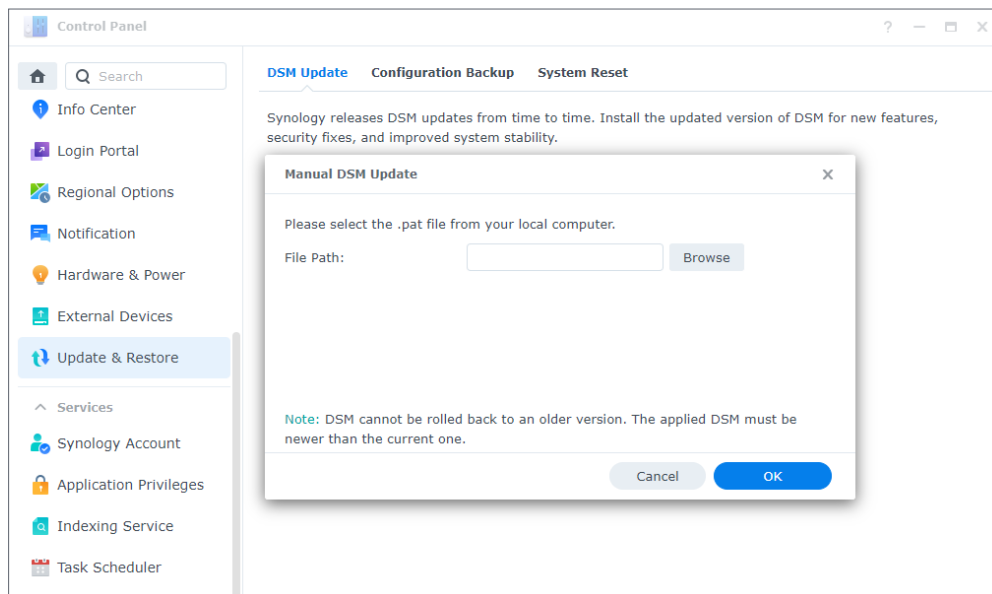 Control Panel
Search
Info Center
Login Portal
Regional Options
Notification
Hardware & Power
External Devices
Update & Restore
Services
Synology Account
Application Privileges
Indexing Service
Task Scheduler
DSM Update Configuration Backup System Reset
Synology releases DSM updates from time to time. Install the updated version of DSM for new features,
security fixes, and improved system stability.
Manual DSM Update
Please select the .pat file from your local computer.
File Path: Browse
Note: DSM cannot be rolled back to an older version. The applied DSM must be
newer than the current one.
Cancel OK